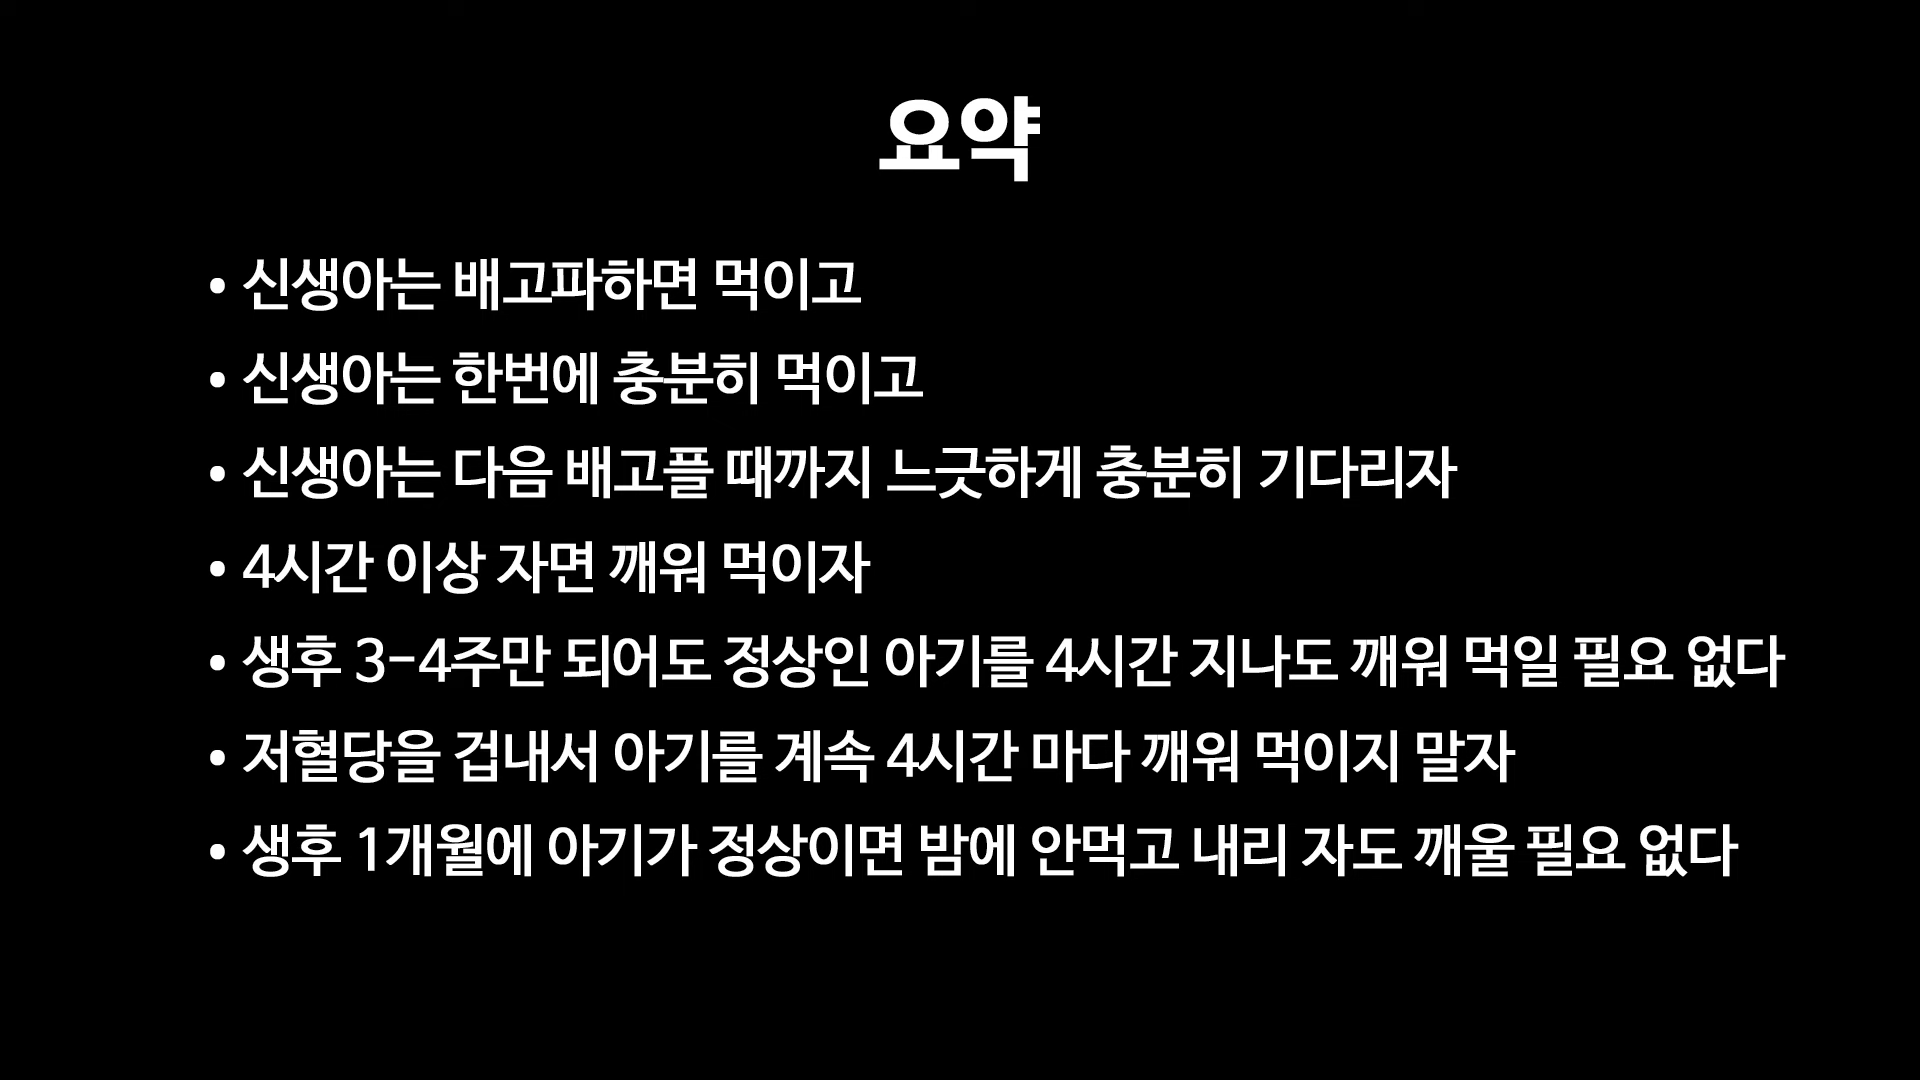 요약
• 신생아는 배고파하면 먹이고
• 신생아는 한번에 충분히 먹이고
• 신생아는 다음 배고플 때까지 느긋하게 충분히 기다리자
• 4시간 이상 자면 깨워 먹이자
• 생후 3-4주만 되어도 정상인 아기를 4시간 지나도 깨워 먹일 필요 없다
• 저혈당을 겁내서 아기를 계속 4시간 마다 깨워 먹이지 말자
• 생후 1개월에 아기가 정상이면 밤에 안먹고 내리 자도 깨울 필요 없다